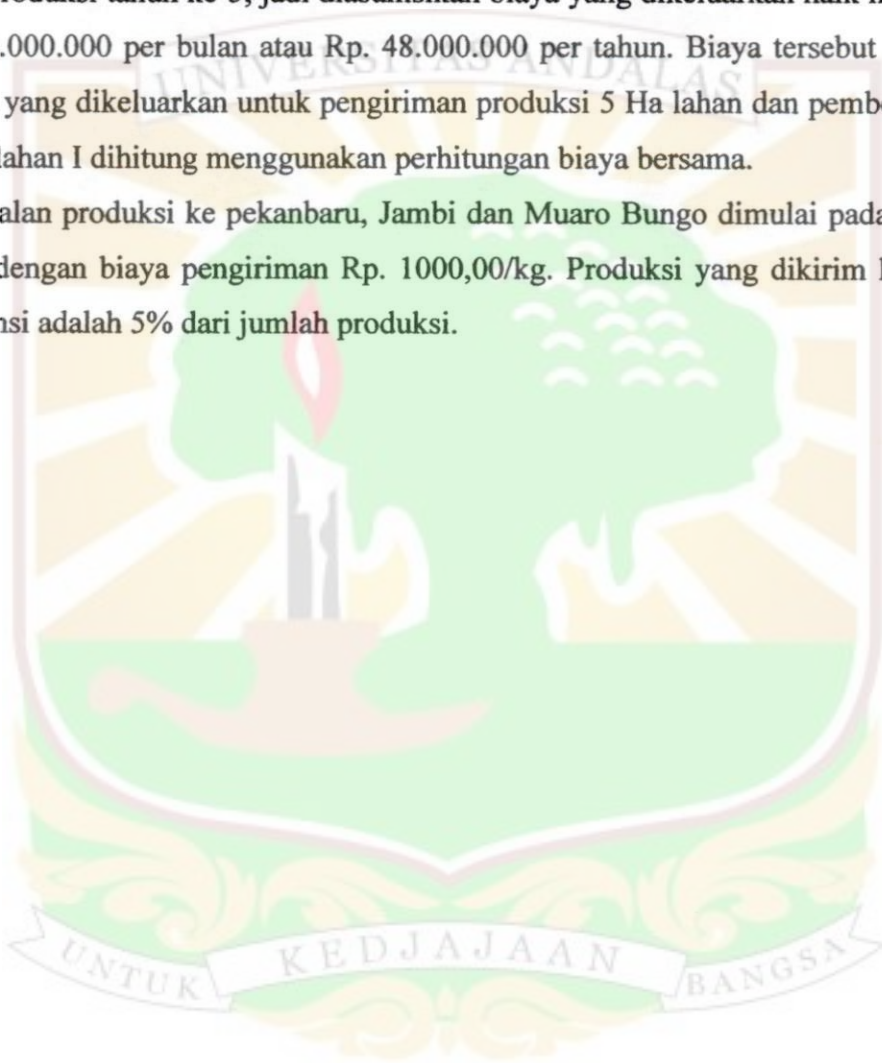 .000.000 per bulan atau Rp. 48.000.000 per tahun. Biaya tersebut
yang dikeluarkan untuk pengiriman produksi 5 Ha lahan dan
lahan I dihitung menggunakan perhitungan biaya bersama.
produksi ke pekanbaru, Jambi dan Muaro Bungo dimulai pada
dengan biaya pengiriman Rp. 1000,00/kg. Produksi yang dikirim
adalah 5% dari jumlah produksi.
UNIVERSITAS ANDALAS
UNTUK KEDJAJAAN BANGSA